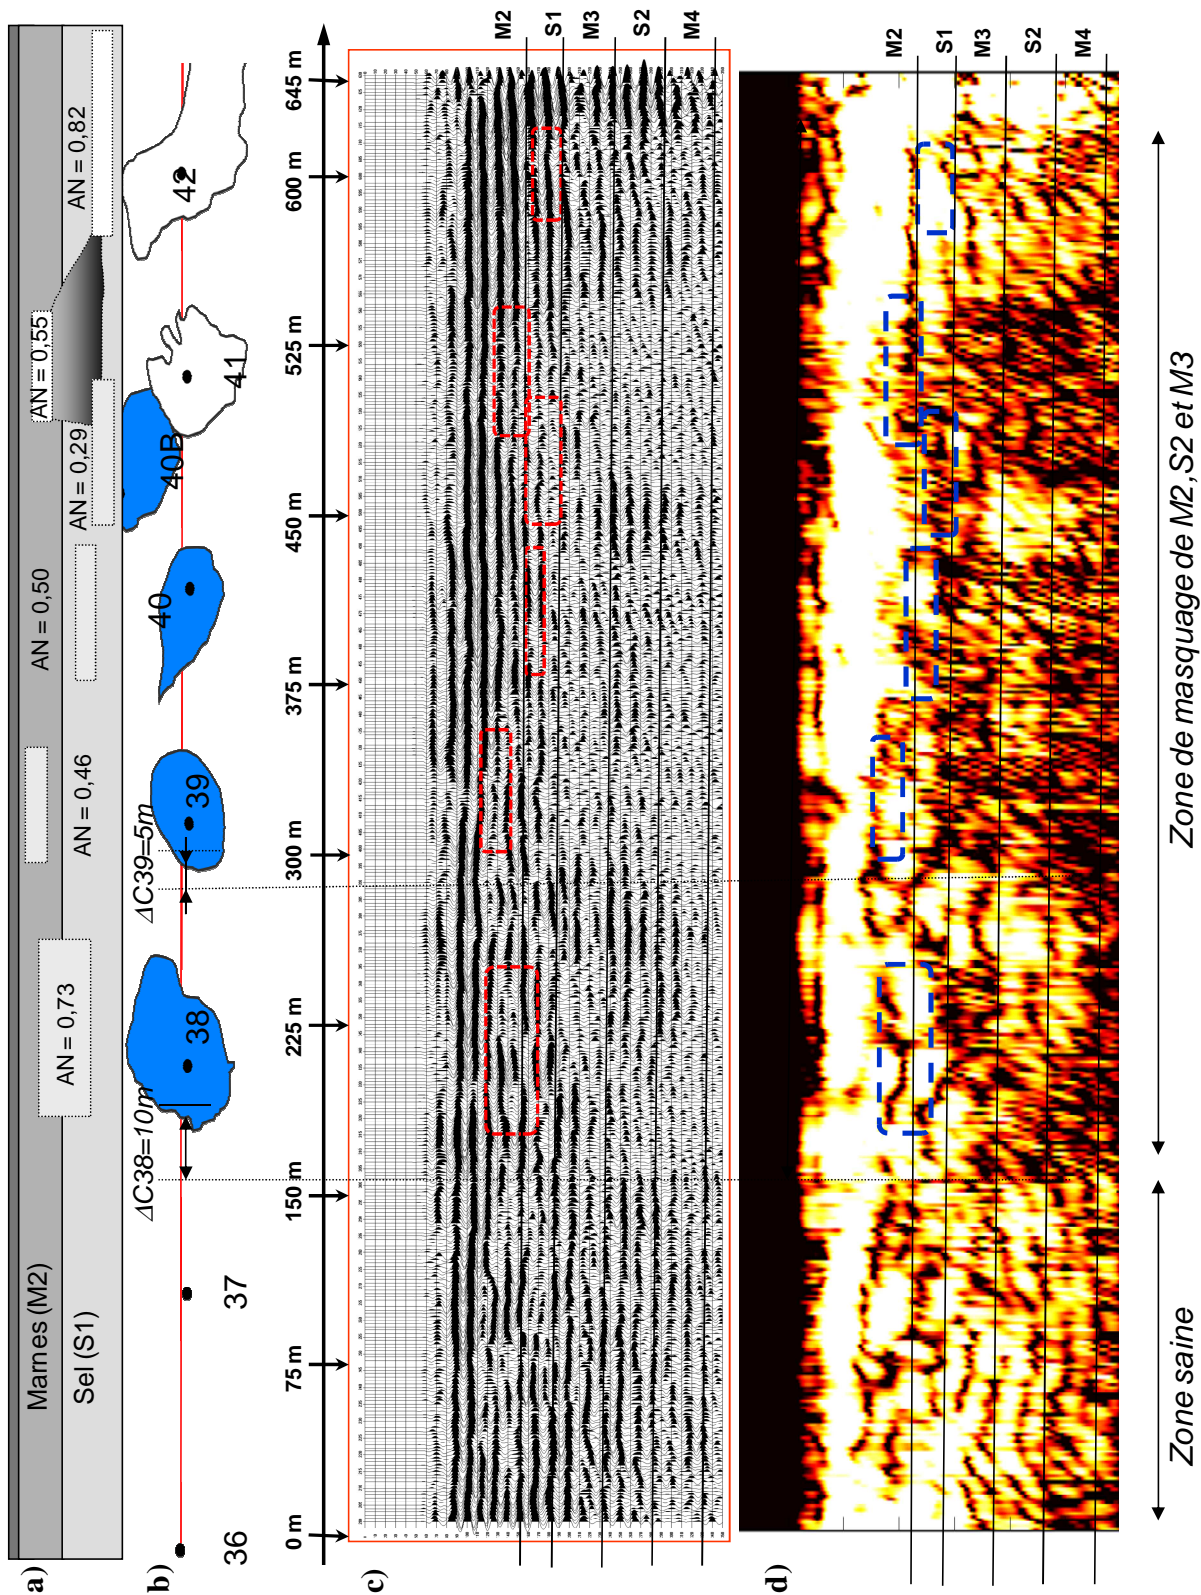 a)
Marnes (M2)
Sel (S1)
AN = 0,73
AN = 0,46
AN = 0,50
AN = 0,29
AN = 0,55
AN = 0,82
b)
36
37
ΔC38=10m
38
ΔC39=5m
39
40
40B
41
42
0 m
75 m
150 m
225 m
300 m
375 m
450 m
525 m
600 m
645 m
c)
M2
S1
M3
S2
M4
d)
M2
S1
M3
S2
M4
Zone saine
Zone de masquage de M2,S2 et M3